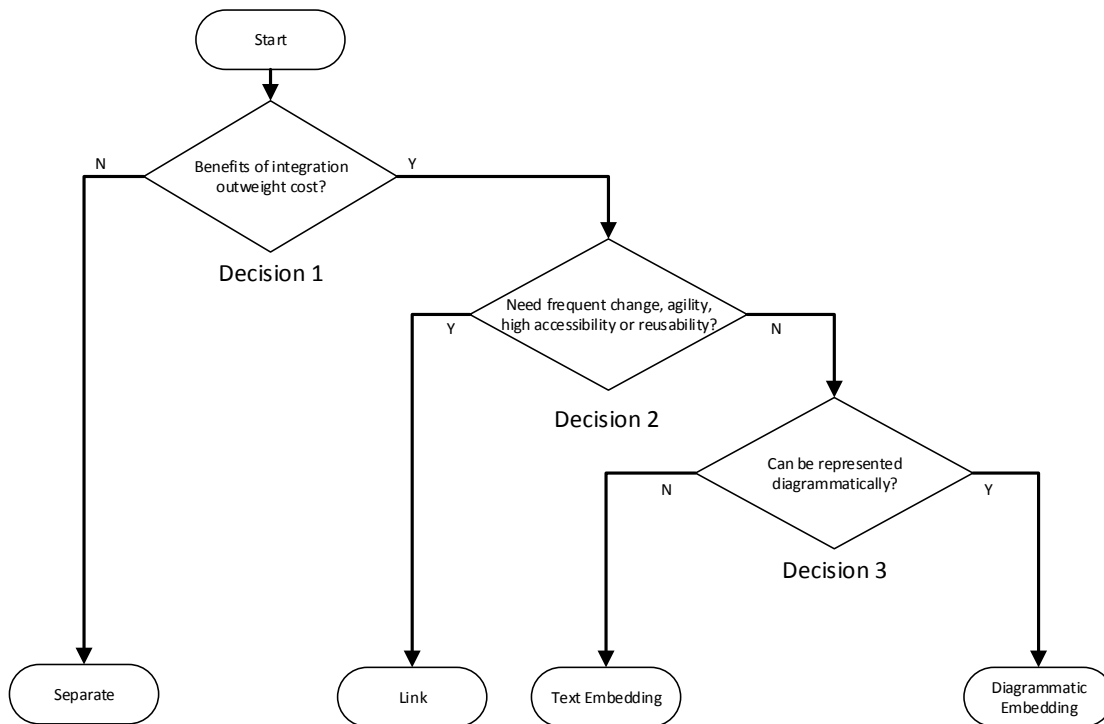 Start
N
Y
Benefits of integration
outweight cost?
Decision 1
Need frequent change, agility,
high accessibility or reusability?
Y
N
Decision 2
Can be represented
diagrammatically?
N
Y
Decision 3
Separate
Link
Text Embedding
Diagrammatic
Embedding